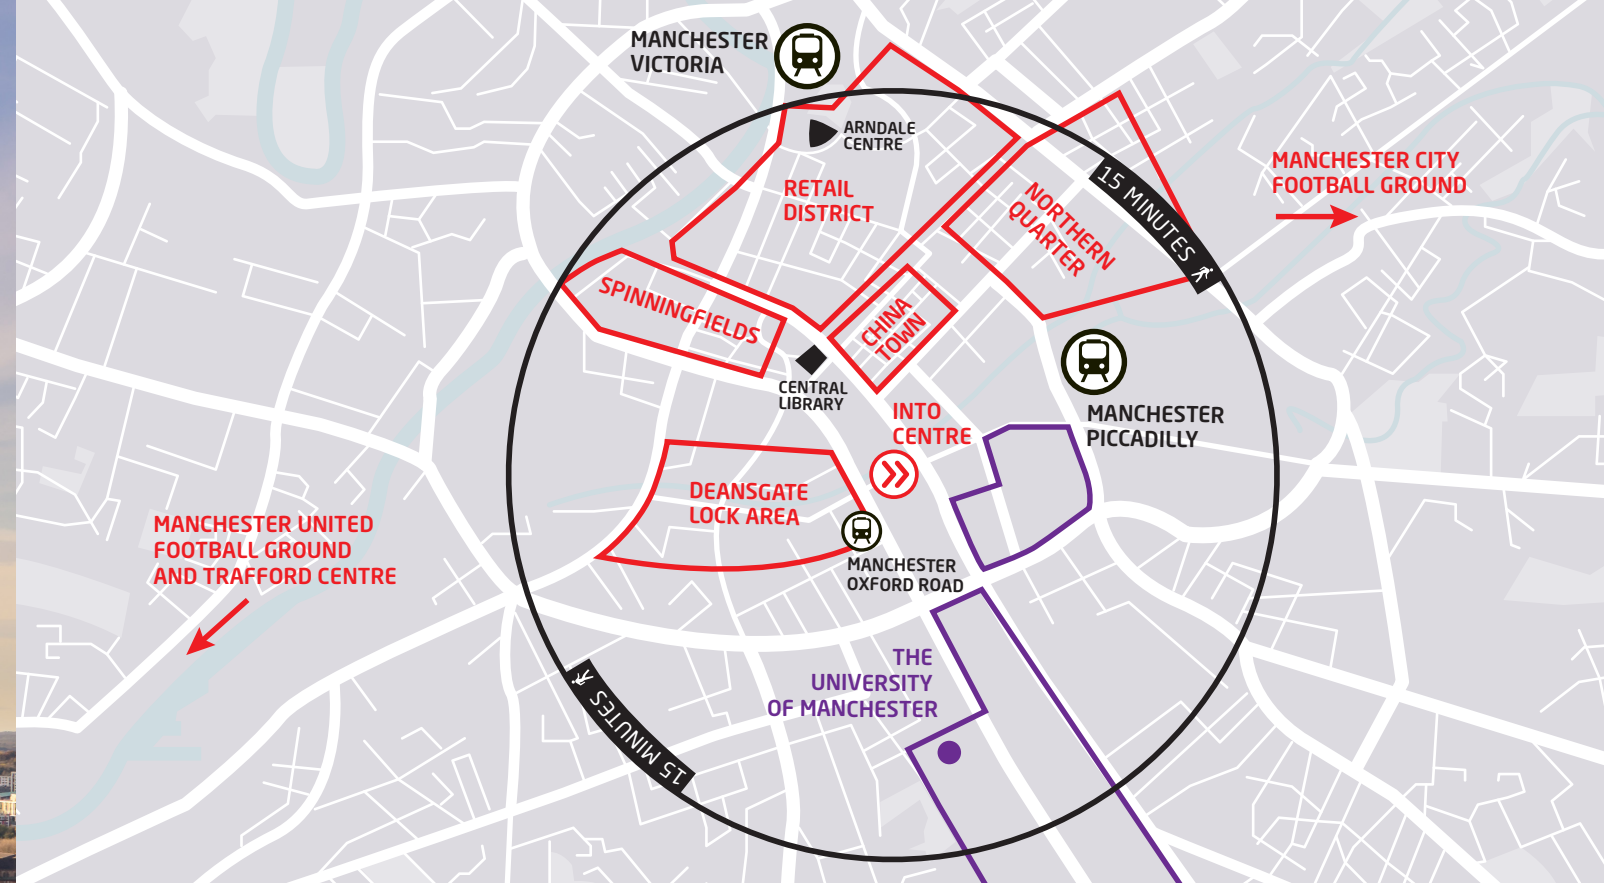 MANCHESTER
VICTORIA
ARNDALE
CENTRE
RETAIL
DISTRICT
NORTHERN
QUARTER
15 MINUTES
MANCHESTER CITY
FOOTBALL GROUND
SPINNINGFIELDS
CHINA
TOWN
CENTRAL
LIBRARY
INTO
CENTRE
MANCHESTER
PICCADILLY
DEANSGATE
LOCK AREA
MANCHESTER
OXFORD ROAD
MANCHESTER UNITED
FOOTBALL GROUND
AND TRAFFORD CENTRE
THE
UNIVERSITY
OF MANCHESTER
15 MINUTES